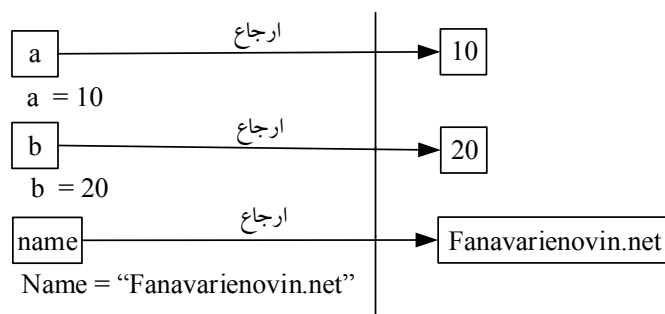 ارجاع
a
10
a = 10
ارجاع
b
20
b = 20
ارجاع
name
Fanavarienovin.net
Name = “Fanavarienovin.net”